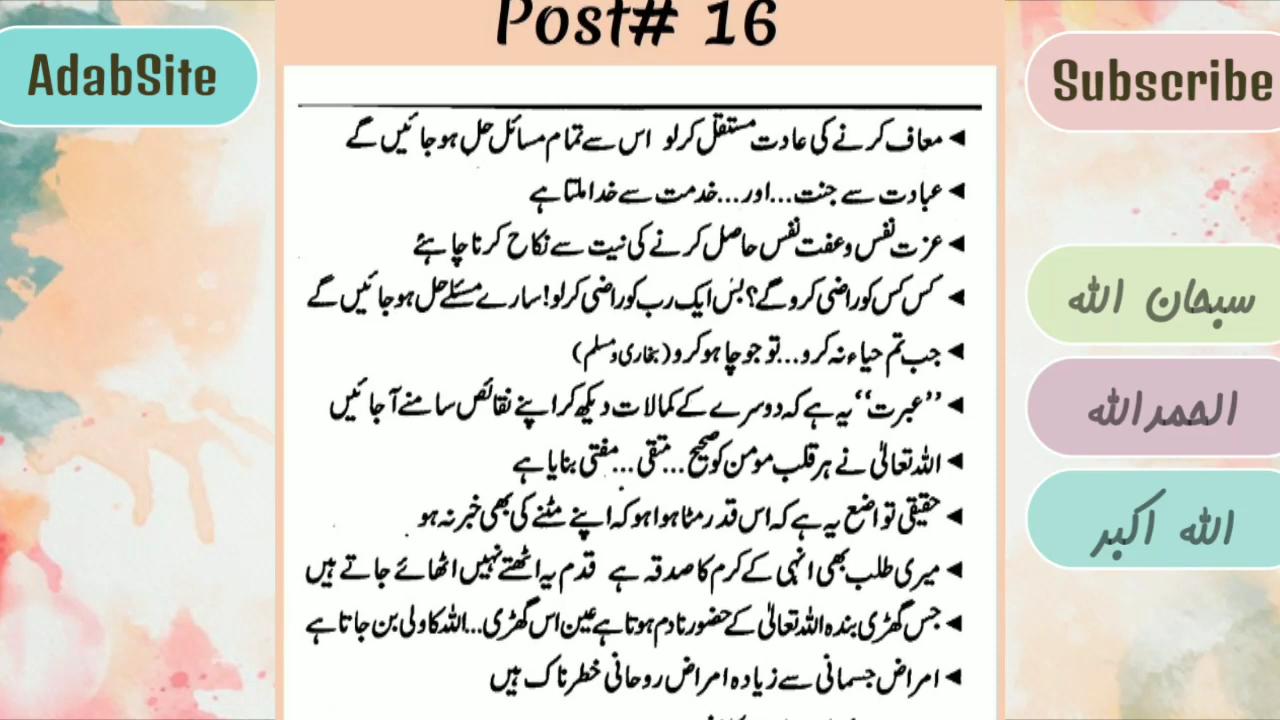 Post# 16
AdabSite
Subscribe
◄ معاف کرنے کی عادت مستقل کرلو اس سے تمام مسائل حل ہو جائیں گے
◄ عبادت سے جنت...اور...خدمت سے خدا ملتا ہے
◄ عزت نفس وعفت نفس حاصل کرنے کی نیت سے نکاح کرنا چاہئے
◄ کس کس کو راضی کرو گے؟ بس ایک رب کو راضی کرلو! سارے مسئلے حل ہو جائیں گے
◄ جب تم حیاء نہ کرو...تو جو چاہو کرو (بخاری و مسلم)
◄ ”عبرت“ یہ ہے کہ دوسرے کے کمالات دیکھ کر اپنے نقائص سامنے آجائیں
◄ اللہ تعالیٰ نے ہر قلب مومن کو صحیح...متقی...مفتی بنایا ہے
◄ حقیقی تواضع یہ ہے کہ اس قدر مٹا ہوا ہو کہ اپنے مٹنے کی بھی خبر نہ ہو
◄ میری طلب بھی انہی کے کرم کا صدقہ ہے قدم یہ اٹھتے نہیں اٹھائے جاتے ہیں
◄ جس گھڑی بندہ اللہ تعالیٰ کے حضور نادم ہوتا ہے عین اس گھڑی...اللہ کا ولی بن جاتا ہے
◄ امراض جسمانی سے زیادہ امراض روحانی خطرناک ہیں
سبحان الله
الحمدالله
الله اکبر